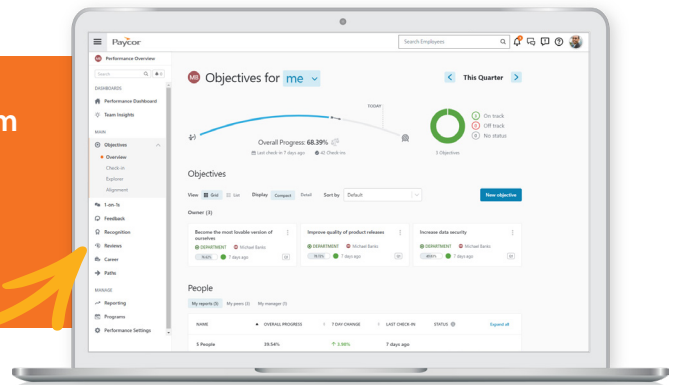 m
Paycor
Search Employees
Performance Overview
Search
DASHBOARDS
Performance Dashboard
Team Insights
MAIN
Objectives
Overview
Check-in
Explorer
Alignment
1-on-1s
Feedback
Recognition
Reviews
Career
Paths
MANAGE
Reporting
Programs
Performance Settings
MB Objectives for me
This Quarter
TODAY
Overall Progress: 68.39%
Last check-in 7 days ago 42 Check-ins
On track
Off track
No status
3 Objectives
Objectives
View Grid List Display Compact Detail Sort by Default
New objective
Owner (3)
Become the most lovable version of
ourselves
DEPARTMENT Michael Banks
7 days ago
Improve quality of product releases
DEPARTMENT Michael Banks
7 days ago
Increase data security
DEPARTMENT Michael Banks
7 days ago
People
My reports (5) My peers (3) My manager (1)
NAME OVERALL PROGRESS 7 DAY CHANGE LAST CHECK-IN STATUS Expand all
5 People 39.54% 3.88% 7 days ago